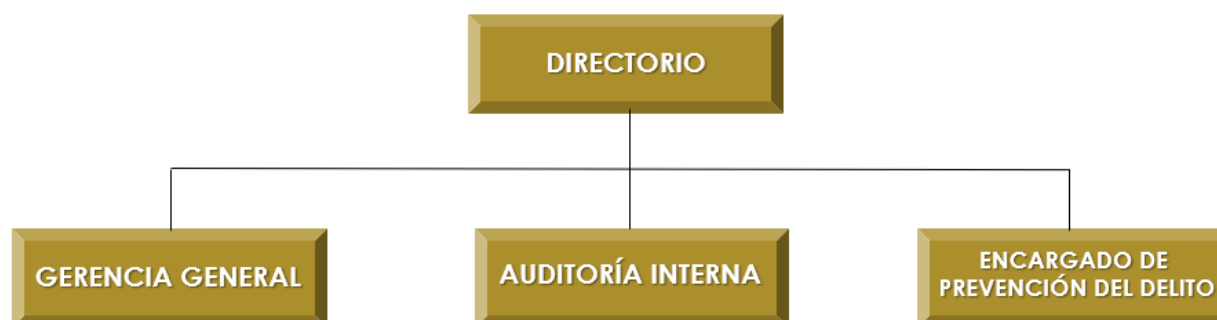 DIRECTORIO
GERENCIA GENERAL
AUDITORÍA INTERNA
ENCARGADO DE
PREVENCIÓN DEL DELITO